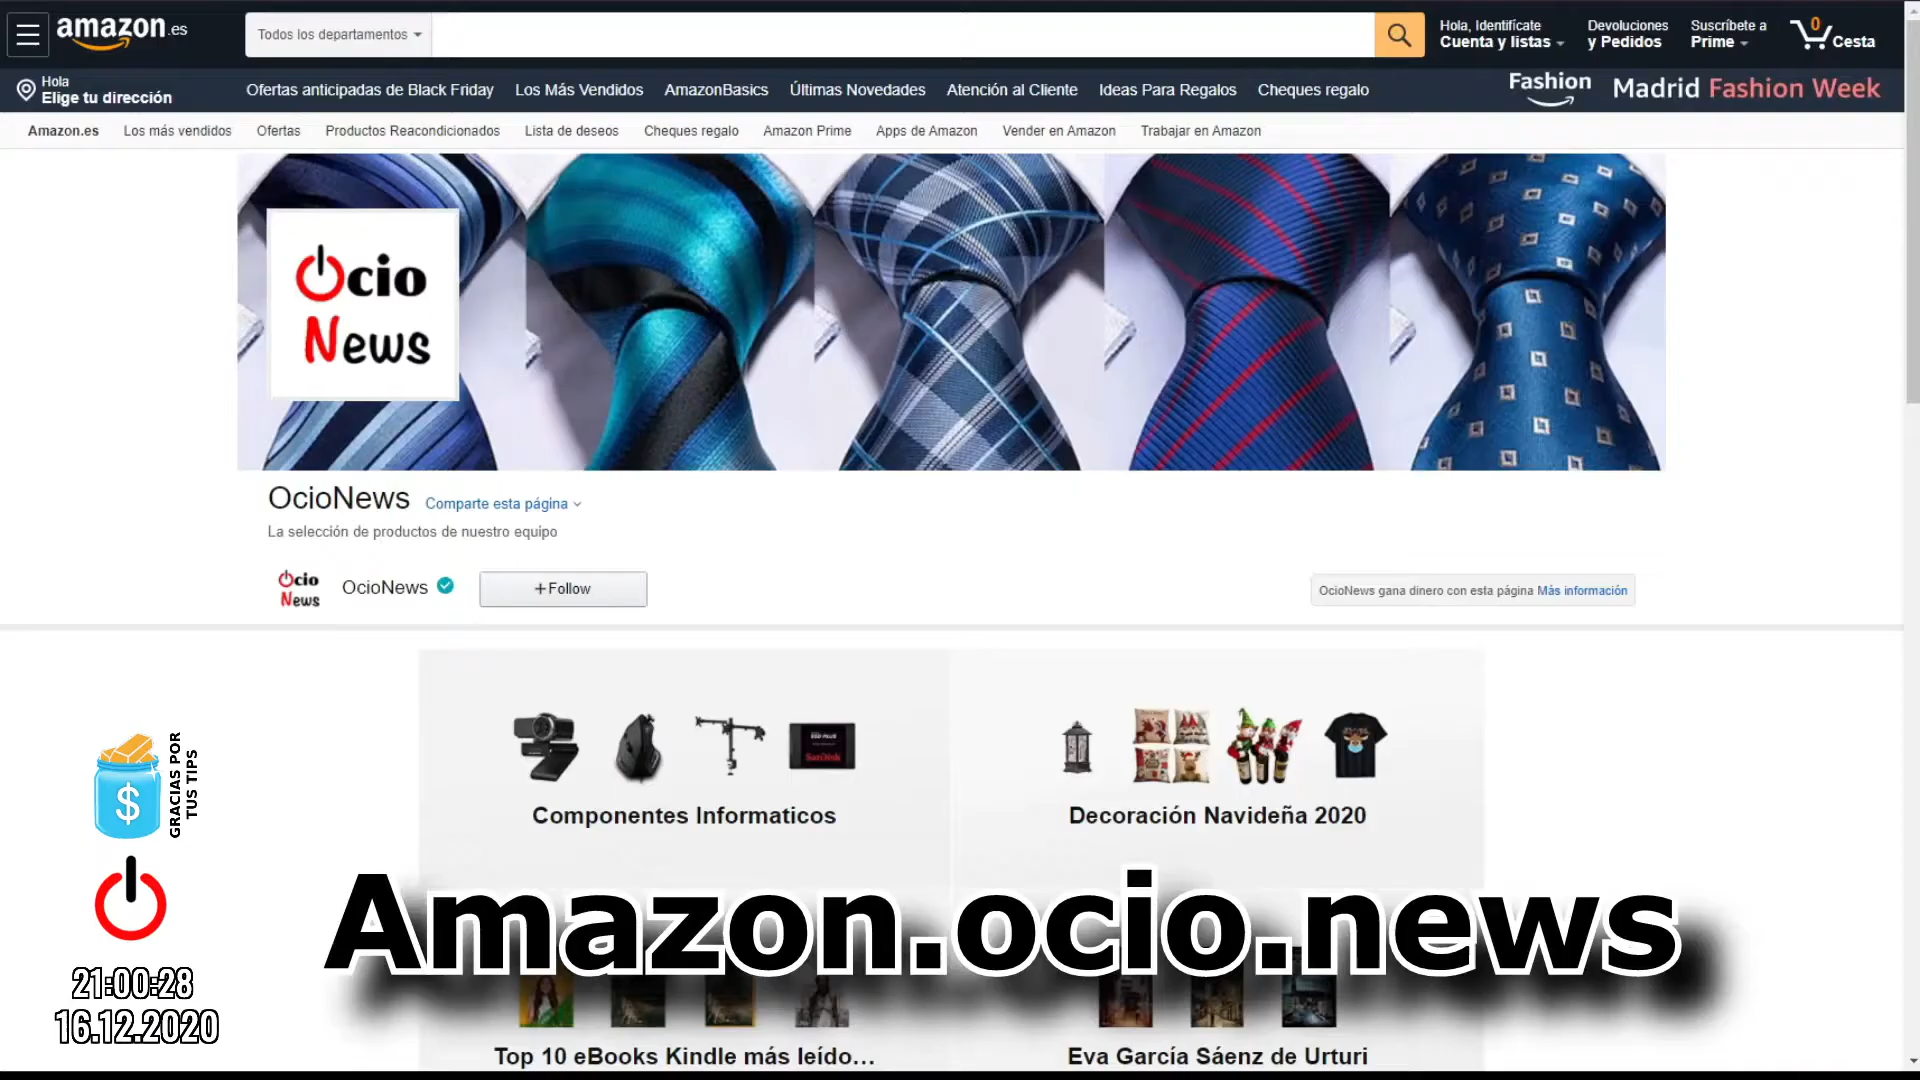 amazon.es
Todos los departamentos
Hola, Identifícate
Cuenta y listas
Devoluciones
y Pedidos
Suscríbete a
Prime
0
Cesta
Hola
Elige tu dirección
Ofertas anticipadas de Black Friday
Los Más Vendidos
AmazonBasics
Últimas Novedades
Atención al Cliente
Ideas Para Regalos
Cheques regalo
Fashion
Madrid Fashion Week
Amazon.es
Los más vendidos
Ofertas
Productos Reacondicionados
Lista de deseos
Cheques regalo
Amazon Prime
Apps de Amazon
Vender en Amazon
Trabajar en Amazon
Ocio
News
OcioNews
Comparte esta página
La selección de productos de nuestro equipo
Ocio
News
OcioNews
+Follow
OcioNews gana dinero con esta página Más información
SanDisk
Componentes Informaticos
Decoración Navideña 2020
$
GRACIAS POR
TUS TIPS
Amazon.ocio.news
21:00:28
16.12.2020
Top 10 eBooks Kindle más leído...
Eva García Sáenz de Urturi